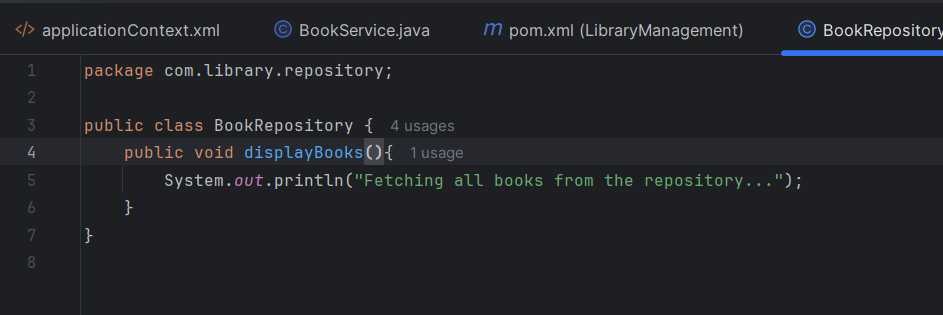 </> applicationContext.xml © BookService.java m pom.xml (LibraryManagement) © BookRepository
1 package com.library.repository;
2
3 public class BookRepository { 4 usages
4 public void displayBooks(){ 1 usage
5 System.out.println("Fetching all books from the repository...");
6 }
7 }
8